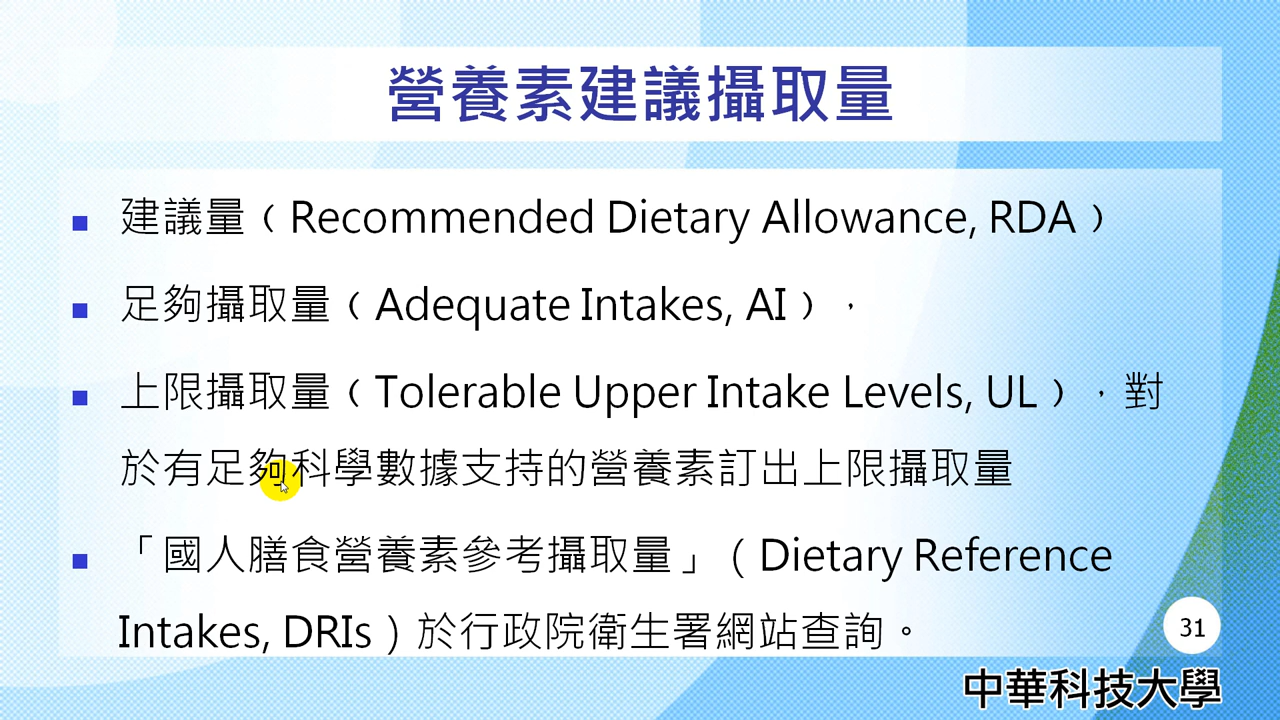 營養素建議攝取量
■ 建議量（Recommended Dietary Allowance, RDA）
■ 足夠攝取量（Adequate Intakes, AI），
■ 上限攝取量（Tolerable Upper Intake Levels, UL），對
於有足夠科學數據支持的營養素訂出上限攝取量
■ 「國人膳食營養素參考攝取量」（Dietary Reference
Intakes, DRIs）於行政院衛生署網站查詢。
31
中華科技大學